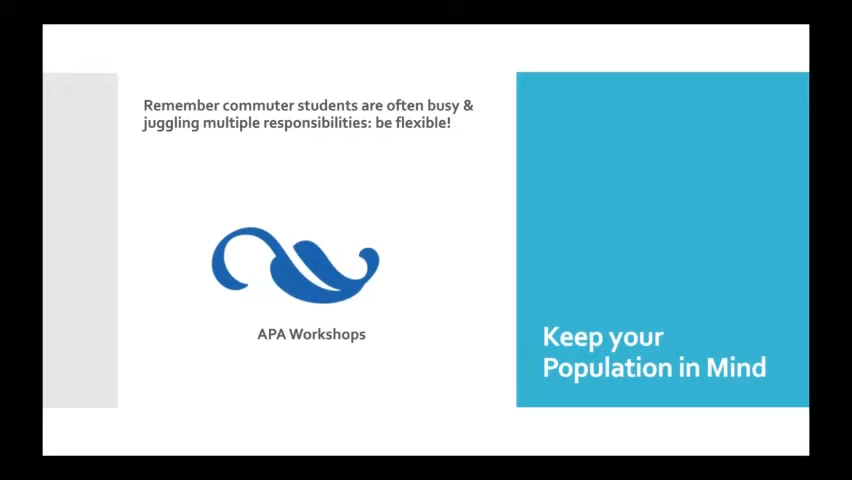 Remember commuter students are often busy &
juggling multiple responsibilities: be flexible!
APA Workshops
Keep your
Population in Mind